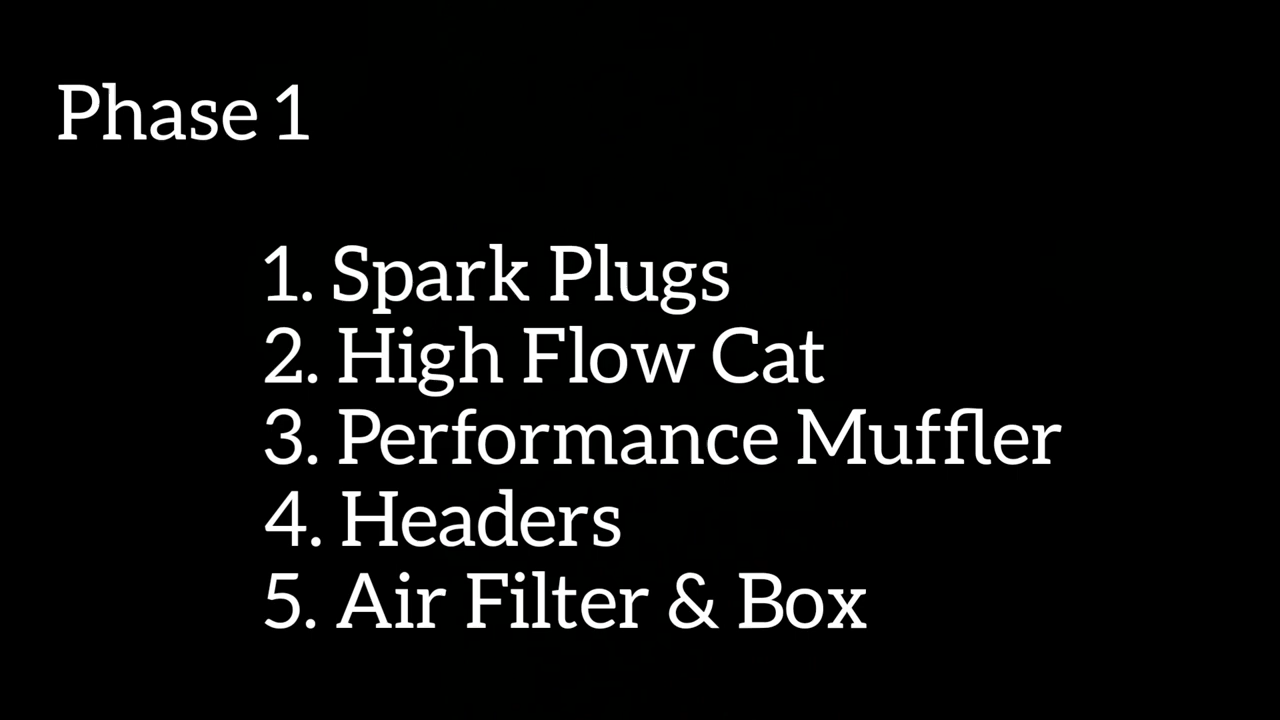 Phase 1
1. Spark Plugs
2. High Flow Cat
3. Performance Muffler
4. Headers
5. Air Filter & Box